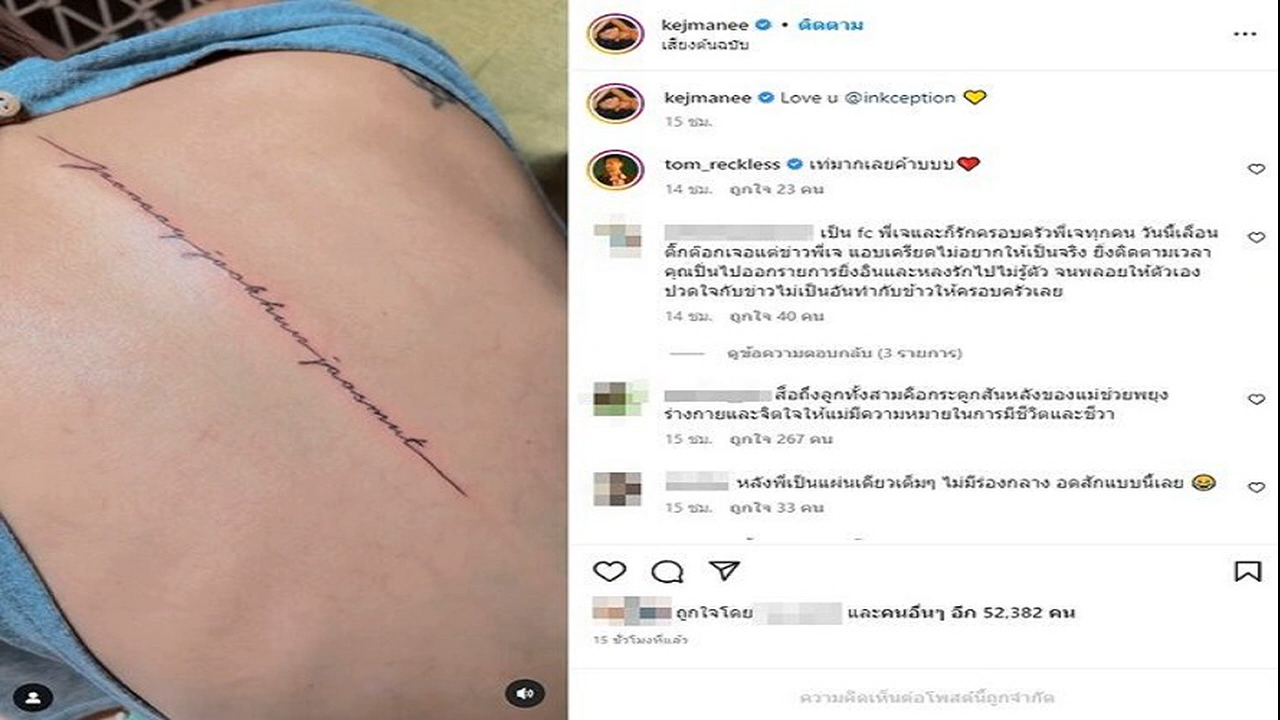 kejmanee • ติดตาม
เสียงต้นฉบับ
kejmanee Love u @inkception 💛
15 ชม.
tom_reckless เท่มากเลยค้าบบบ❤️
14 ชม. ถูกใจ 23 คน
เป็น fc พี่เจและก็รักครอบครัวพี่เจทุกคน วันนี้เลื่อน
ติ๊กต๊อกเจอแต่ข่าวพี่เจ แอบเครียดไม่อยากให้เป็นจริง ยิ่งติดตามเวลา
คุณปิ่นไปออกรายการยิ่งอินและหลงรักไปไม่รู้ตัว จนพลอยให้ตัวเอง
ปวดใจกับข่าวไม่เป็นอันทำกับข้าวให้ครอบครัวเลย
14 ชม. ถูกใจ 40 คน
ดูข้อความตอบกลับ (3 รายการ)
สื่อถึงลูกทั้งสามคือกระดูกสันหลังของแม่ช่วยพยุง
ร่างกายและจิตใจให้แม่มีความหมายในการมีชีวิตและชีวา
15 ชม. ถูกใจ 267 คน
หลังพี่เป็นแผ่นเดียวเต็มๆ ไม่มีร่องกลาง อดสักแบบนี้เลย 😂
15 ชม. ถูกใจ 33 คน
ถูกใจโดย และคนอื่นๆ อีก 52,382 คน
15 ชั่วโมงที่แล้ว
ความคิดเห็นต่อโพสต์นี้ถูกจำกัด